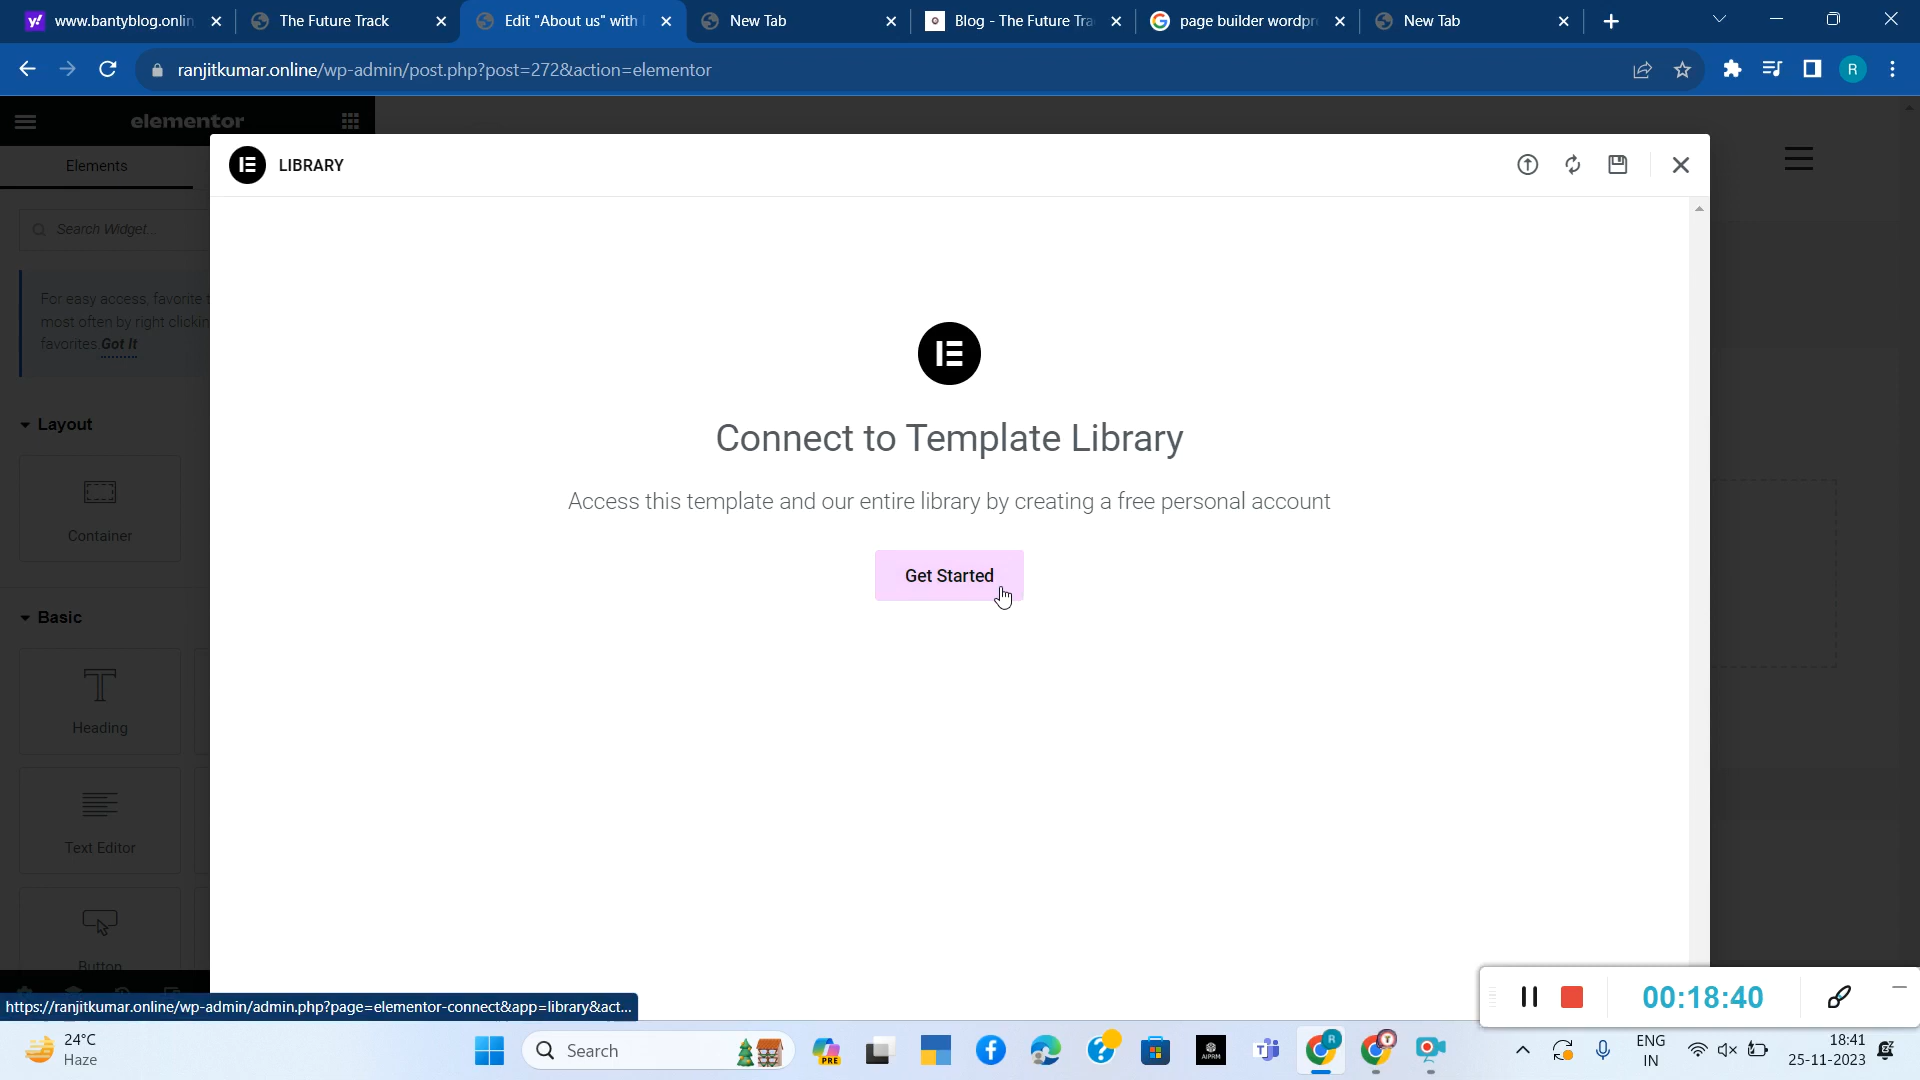 www.bantyblog.onlin
The Future Track
Edit "About us" with
New Tab
Blog - The Future Tra
page builder wordpr
New Tab
ranjitkumar.online/wp-admin/post.php?post=272&action=elementor
R
elementor
Elements
LIBRARY
Search Widget...
For easy access, favorite t
most often by right clickin
favorites Got It
Connect to Template Library
Access this template and our entire library by creating a free personal account
Get Started
Layout
Container
Basic
Heading
Text Editor
Button
https://ranjitkumar.online/wp-admin/admin.php?page=elementor-connect&app=library&act...
00:18:40
24°C
Haze
Search
PRE
AIPRM
ENG
IN
18:41
25-11-2023